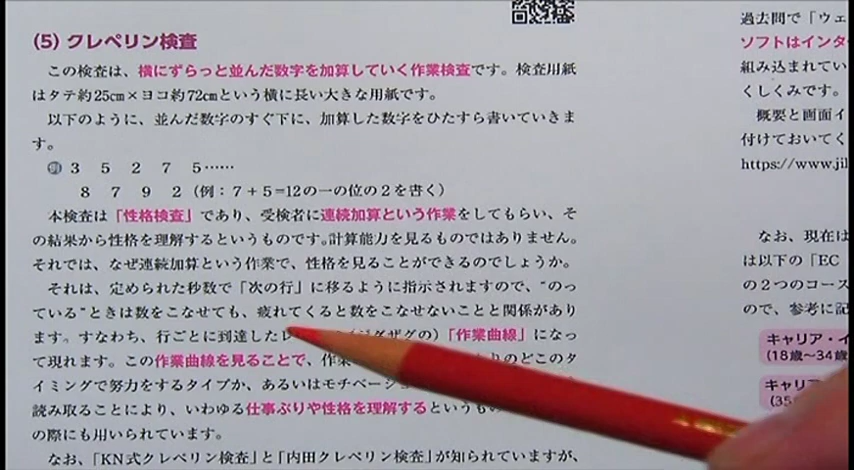 (5) クレペリン検査
この検査は、横にずらっと並んだ数字を加算していく作業検査です。検査用紙
はタテ約25㎝×ヨコ約72㎝という横に長い大きな用紙です。
以下のように、並んだ数字のすぐ下に、加算した数字をひたすら書いていきま
す。
例 3 5 2 7 5……
8 7 9 2 (例：7＋5＝12の一の位の2を書く)
本検査は「性格検査」であり、受検者に連続加算という作業をしてもらい、そ
の結果から性格を理解するというものです。計算能力を見るものではありません。
それでは、なぜ連続加算という作業で、性格を見ることができるのでしょうか。
それは、定められた秒数で「次の行」に移るように指示されますので、“のっ
ている”ときは数をこなせても、疲れてくると数をこなせないことと関係があり
ます。すなわち、行ごとに到達した ザグの)「作業曲線」になっ
て現れます。この作業曲線を見ることで、作 りのどこのタ
イミングで努力をするタイプか、あるいはモチベーショ
読み取ることにより、いわゆる仕事ぶりや性格を理解するというもの
の際にも用いられています。
なお、「KN式クレペリン検査」と「内田クレペリン検査」が知られていますが、
過去問で「ウェ
ソフトはインタ
組み込まれてい
くしくみです。
概要と画面イ
付けておいてく
https://www.jil
なお、現在は
は以下の「EC
の2つのコース
ので、参考に記
キャリア・イ
(18歳～34歳
キャリア
(35